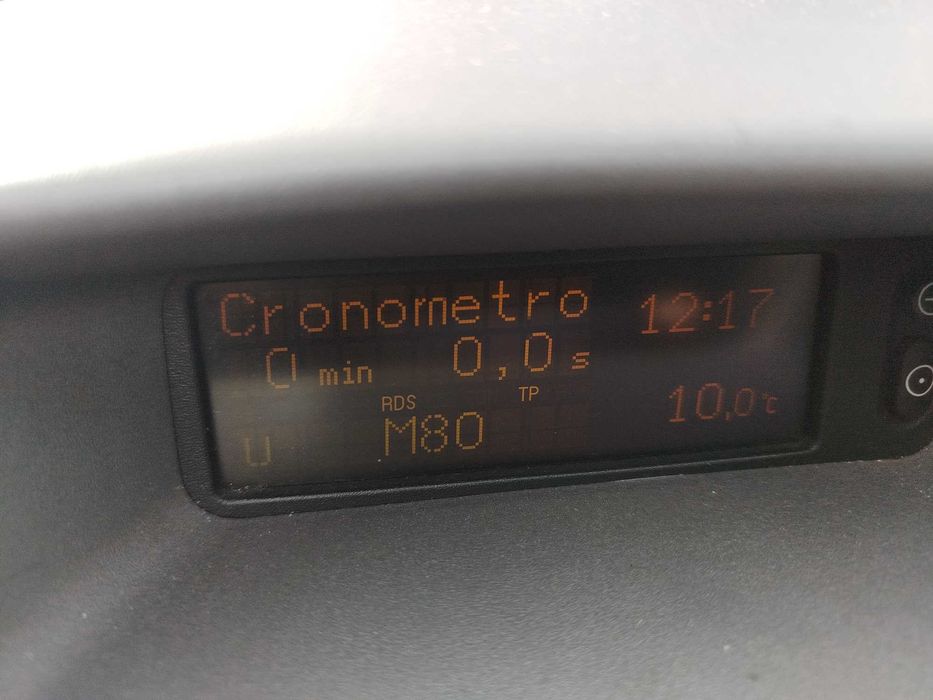 Cronometro 12:17
0 min 0,0 s
RDS TP
U M80 10,0°C